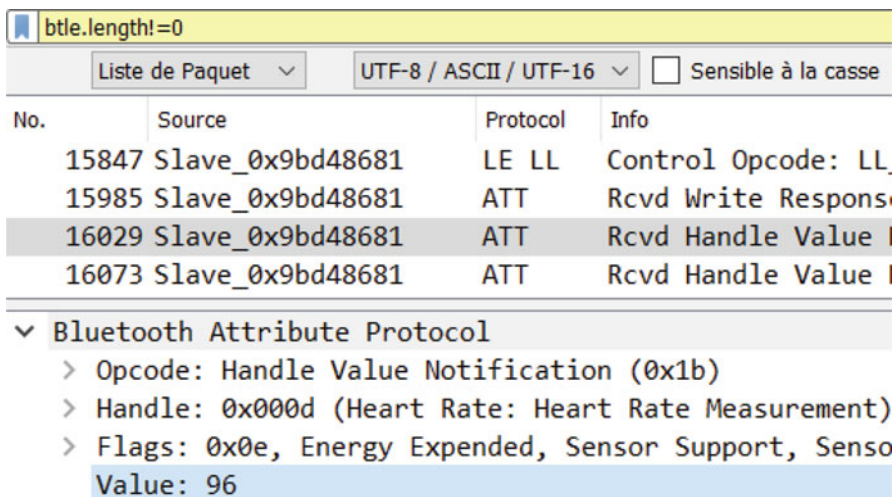 btle.length!=0
Liste de Paquet UTF-8 / ASCII / UTF-16 Sensible à la casse
No. Source Protocol Info
15847 Slave_0x9bd48681 LE LL Control Opcode: LL_
15985 Slave_0x9bd48681 ATT Rcvd Write Respons
16029 Slave_0x9bd48681 ATT Rcvd Handle Value
16073 Slave_0x9bd48681 ATT Rcvd Handle Value
Bluetooth Attribute Protocol
Opcode: Handle Value Notification (0x1b)
Handle: 0x000d (Heart Rate: Heart Rate Measurement)
Flags: 0x0e, Energy Expended, Sensor Support, Senso
Value: 96